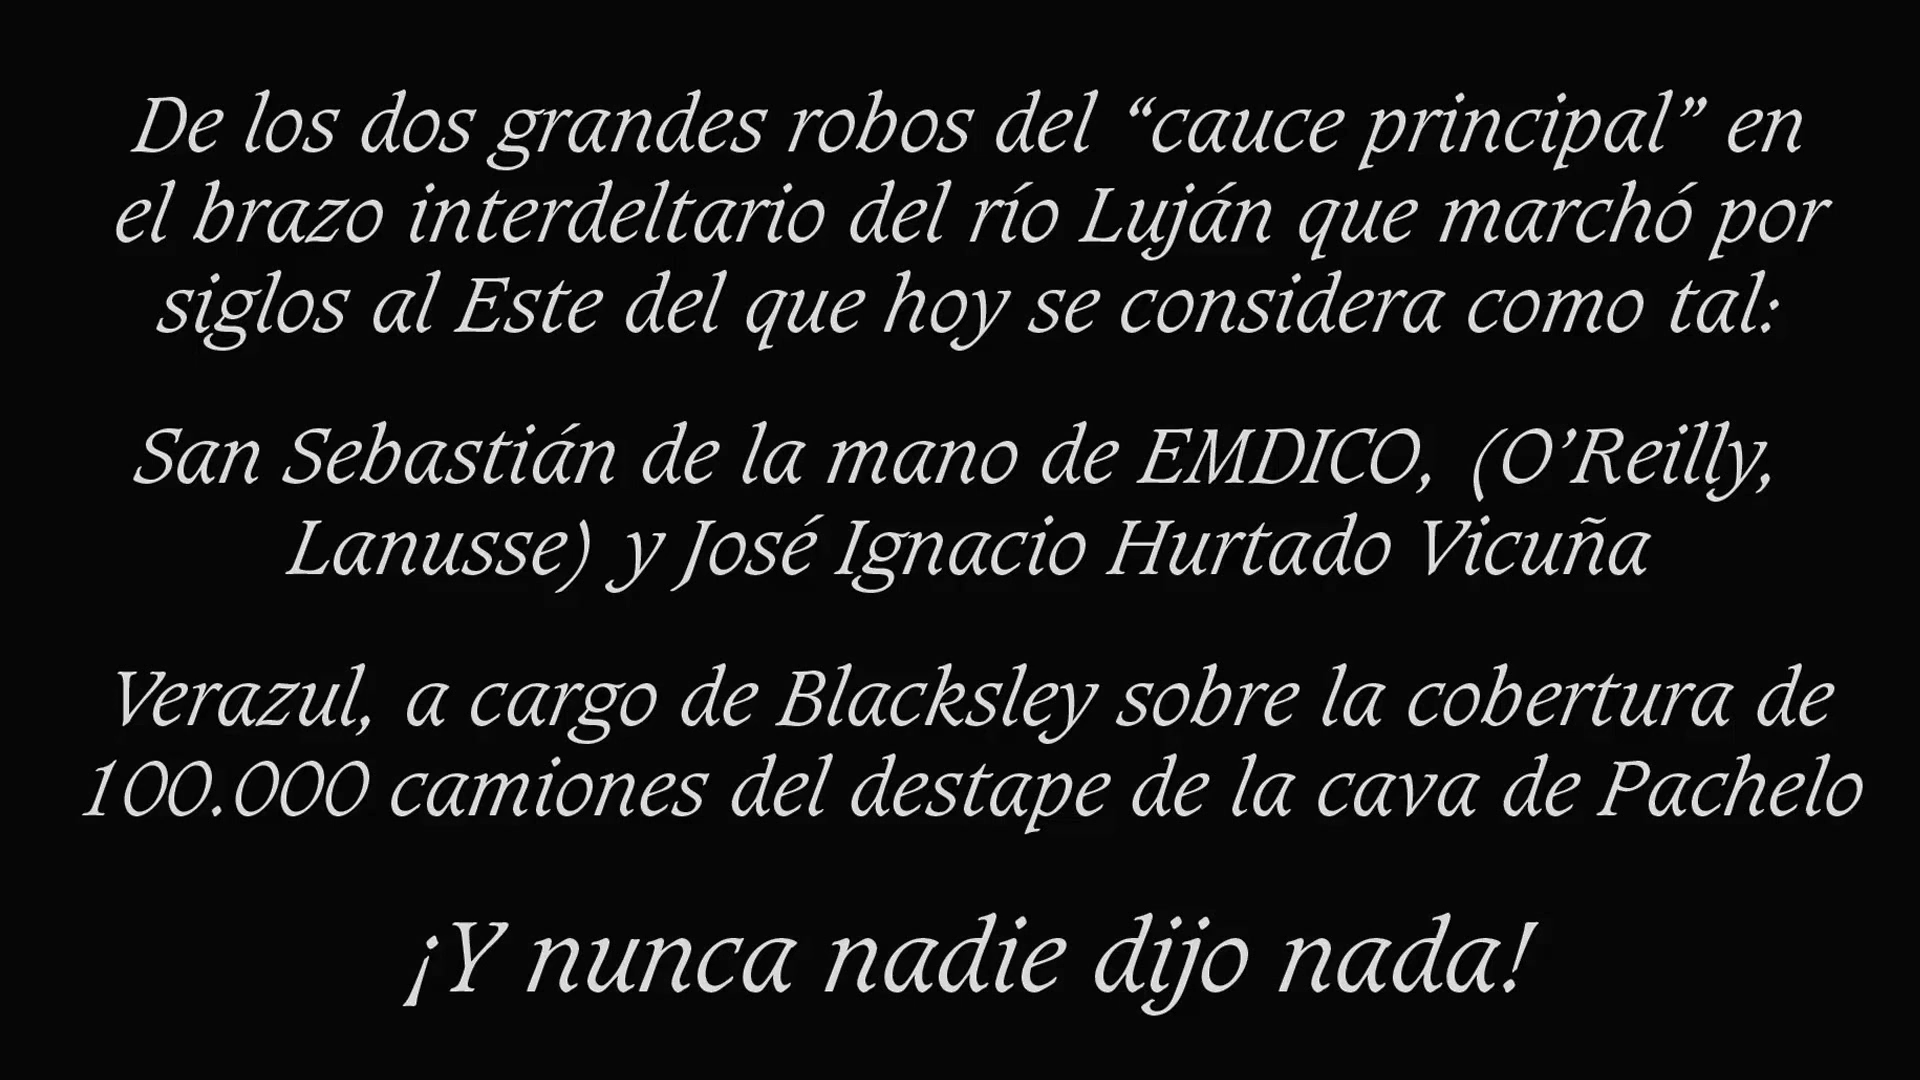 De los dos grandes robos del “cauce principal” en
el brazo interdeltario del río Luján que marchó por
siglos al Este del que hoy se considera como tal:
San Sebastián de la mano de EMDICO, (O’Reilly,
Lanusse) y José Ignacio Hurtado Vicuña
Verazul, a cargo de Blacksley sobre la cobertura de
100.000 camiones del destape de la cava de Pachelo
¡Y nunca nadie dijo nada!